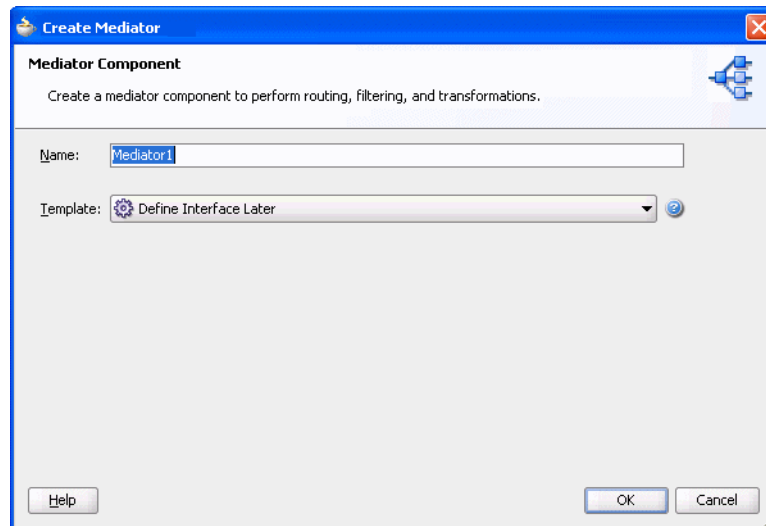 Create Mediator
Mediator Component
Create a mediator component to perform routing, filtering, and transformations.
Name: Mediator1
Template: Define Interface Later
Help OK Cancel